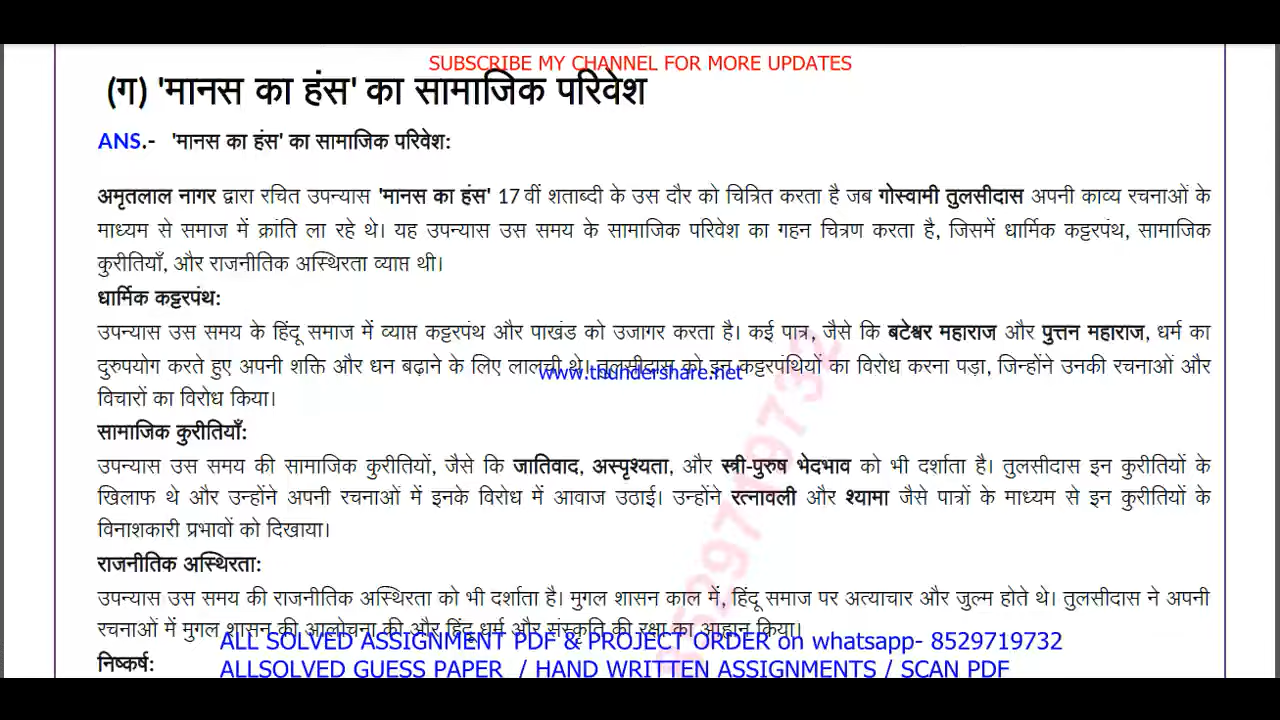 SUBSCRIBE MY CHANNEL FOR MORE UPDATES
(ग) 'मानस का हंस' का सामाजिक परिवेश
ANS.- 'मानस का हंस' का सामाजिक परिवेश:
अमृतलाल नागर द्वारा रचित उपन्यास 'मानस का हंस' 17 वीं शताब्दी के उस दौर को चित्रित करता है जब गोस्वामी तुलसीदास अपनी काव्य रचनाओं के
माध्यम से समाज में क्रांति ला रहे थे। यह उपन्यास उस समय के सामाजिक परिवेश का गहन चित्रण करता है, जिसमें धार्मिक कट्टरपंथ, सामाजिक
कुरीतियाँ, और राजनीतिक अस्थिरता व्याप्त थी।
धार्मिक कट्टरपंथ:
उपन्यास उस समय के हिंदू समाज में व्याप्त कट्टरपंथ और पाखंड को उजागर करता है। कई पात्र, जैसे कि बटेश्वर महाराज और पुत्तन महाराज, धर्म का
दुरुपयोग करते हुए अपनी शक्ति और धन बढ़ाने के लिए लालची थे। तुलसीदास को इन कट्टरपंथियों का विरोध करना पड़ा, जिन्होंने उनकी रचनाओं और
www.thundershare.net
विचारों का विरोध किया।
सामाजिक कुरीतियाँ:
उपन्यास उस समय की सामाजिक कुरीतियों, जैसे कि जातिवाद, अस्पृश्यता, और स्त्री-पुरुष भेदभाव को भी दर्शाता है। तुलसीदास इन कुरीतियों के
खिलाफ थे और उन्होंने अपनी रचनाओं में इनके विरोध में आवाज उठाई। उन्होंने रत्नावली और श्यामा जैसे पात्रों के माध्यम से इन कुरीतियों के
विनाशकारी प्रभावों को दिखाया।
राजनीतिक अस्थिरता:
उपन्यास उस समय की राजनीतिक अस्थिरता को भी दर्शाता है। मुगल शासन काल में, हिंदू समाज पर अत्याचार और जुल्म होते थे। तुलसीदास ने अपनी
रचनाओं में मुगल शासन की आलोचना की और हिंदू धर्म और संस्कृति की रक्षा का आह्वान किया।
ALL SOLVED ASSIGNMENT PDF & PROJECT ORDER on whatsapp- 8529719732
निष्कर्ष:
ALLSOLVED GUESS PAPER / HAND WRITTEN ASSIGNMENTS / SCAN PDF
8529719732